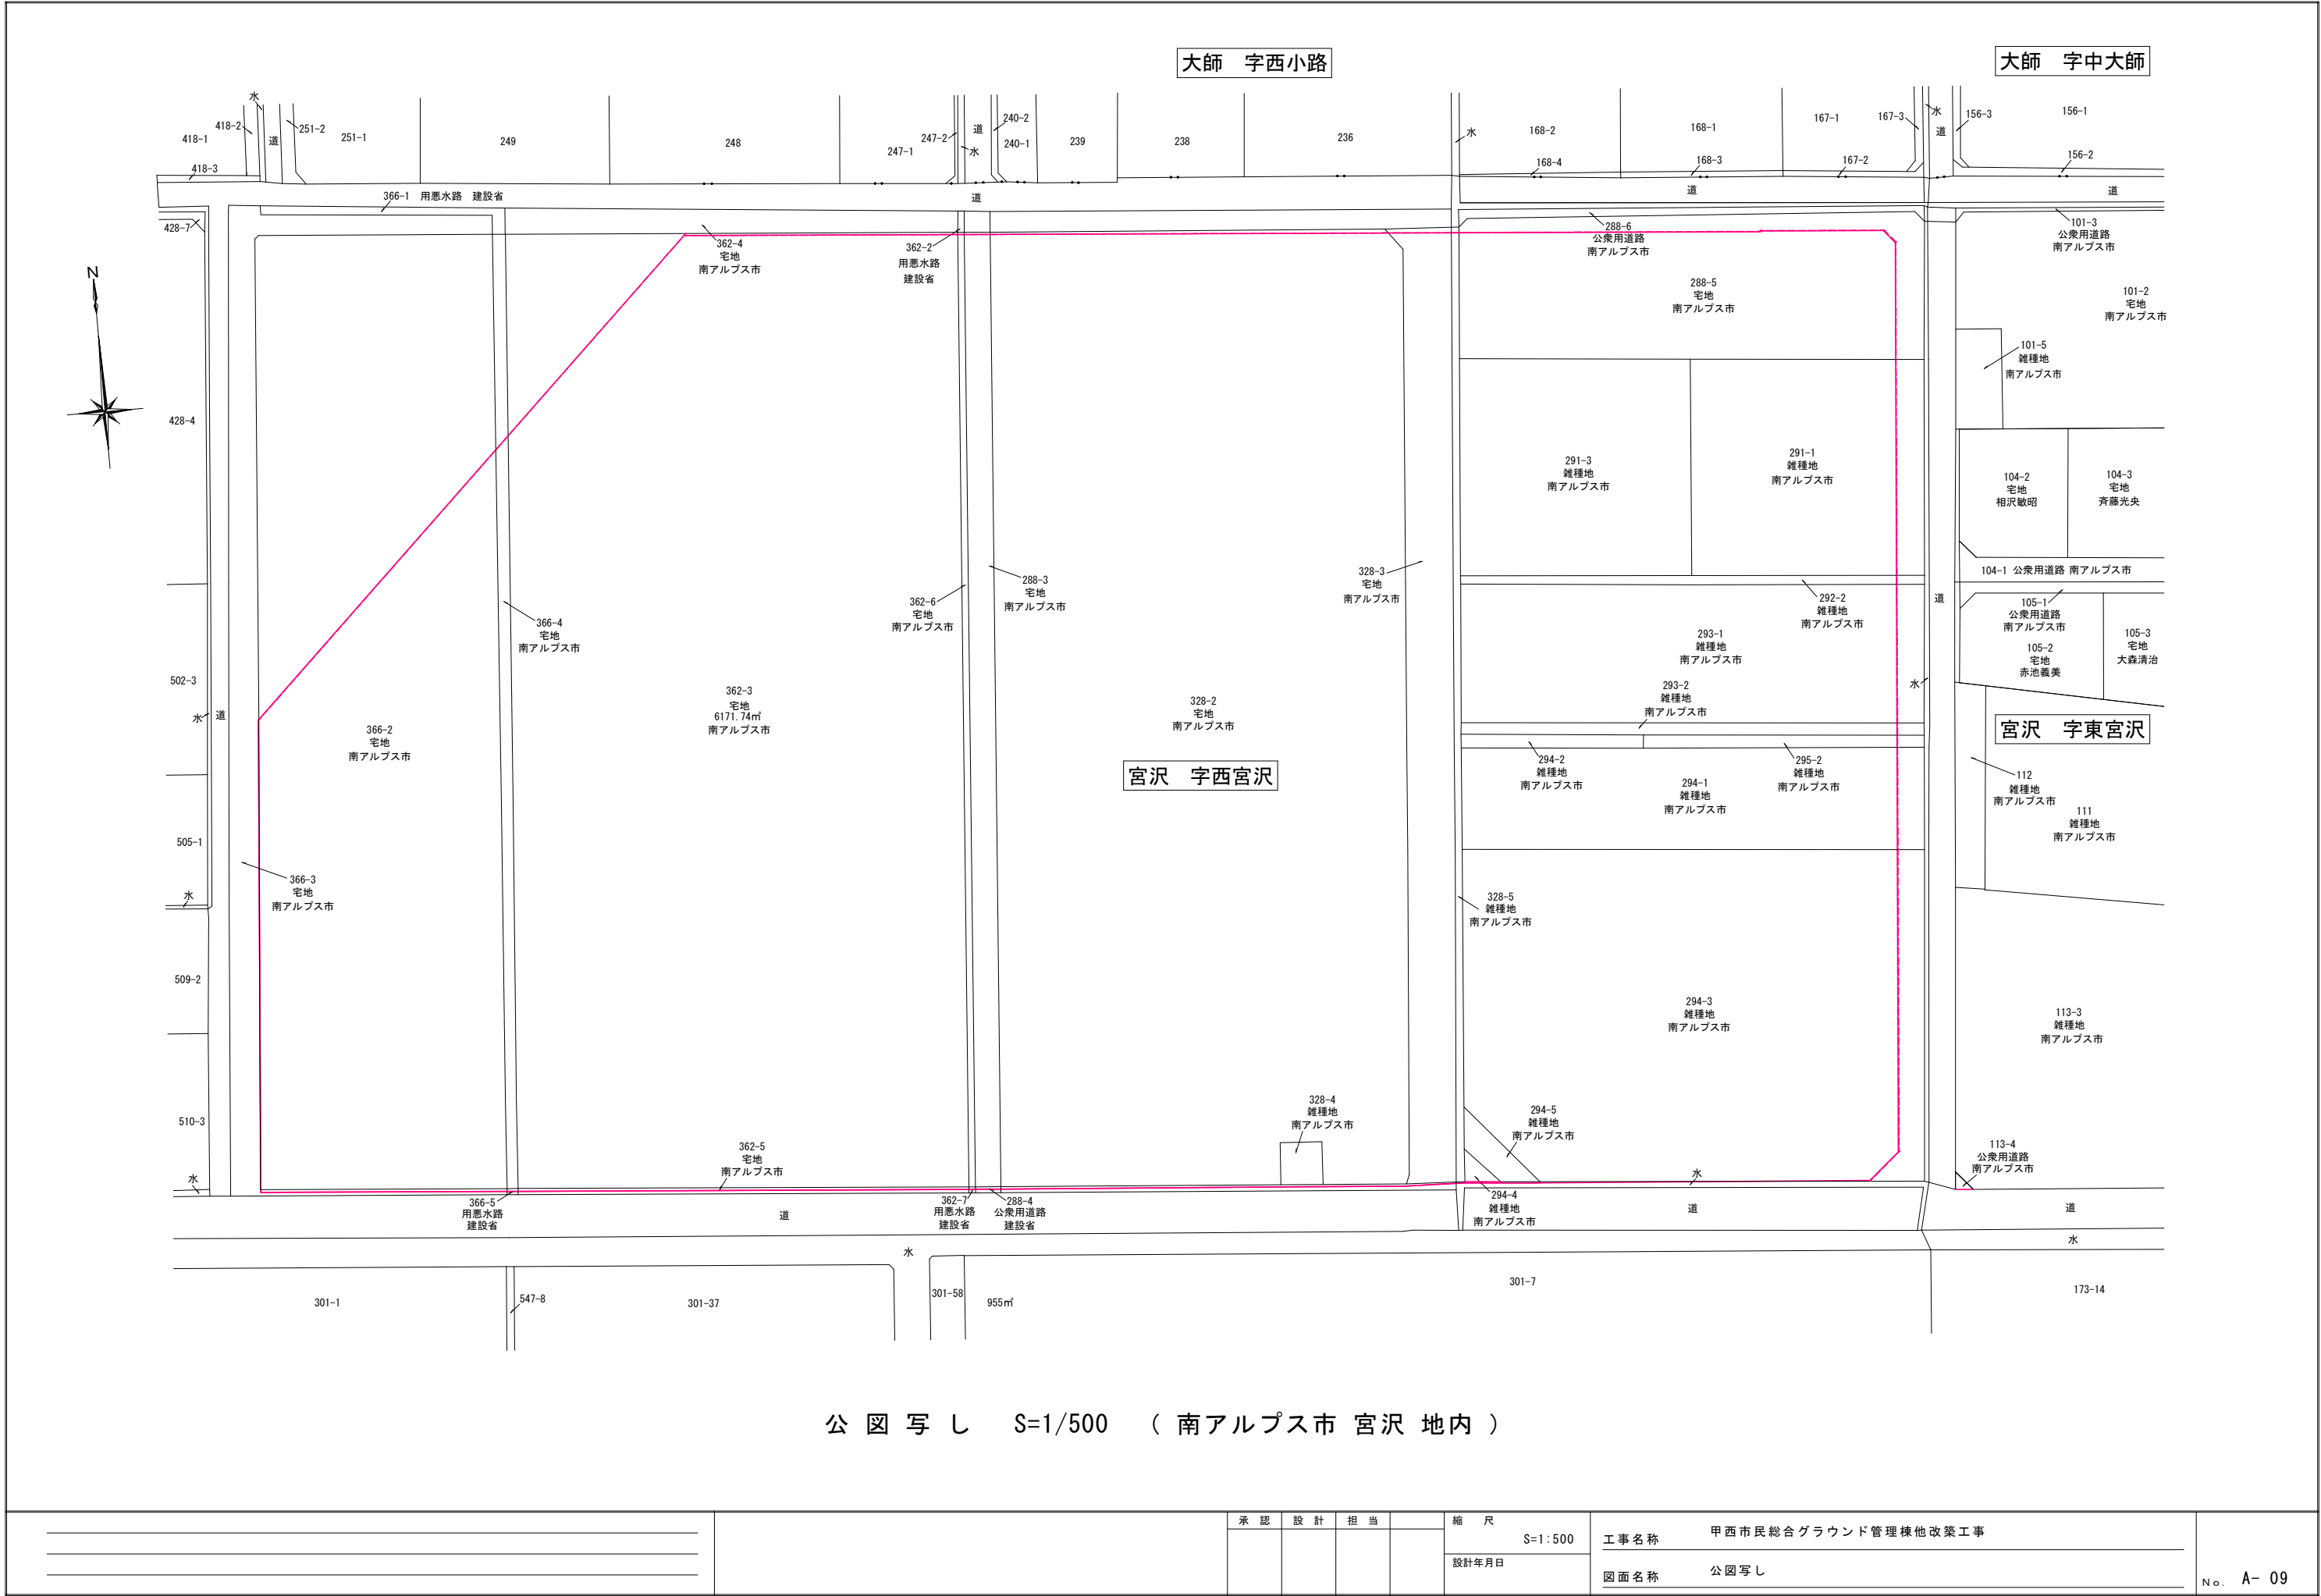 大師　字西小路
大師　字中大師
水
418-1
418-2
道
251-2
251-1
249
248
247-1
247-2
道
水
240-2
240-1
239
238
236
水
168-2
168-1
167-1
167-3
水
道
156-3
156-1
418-3
168-4
168-3
167-2
156-2
366-1　用悪水路　建設省
道
道
道
428-7
362-4
宅地
南アルプス市
362-2
用悪水路
建設省
288-6
公衆用道路
南アルプス市
101-3
公衆用道路
南アルプス市
N
288-5
宅地
南アルプス市
101-2
宅地
南アルプス市
101-5
雑種地
南アルプス市
428-4
291-3
雑種地
南アルプス市
291-1
雑種地
南アルプス市
104-2
宅地
相沢敏昭
104-3
宅地
斉藤光央
104-1 公衆用道路 南アルプス市
366-4
宅地
南アルプス市
362-6
宅地
南アルプス市
288-3
宅地
南アルプス市
328-3
宅地
南アルプス市
292-2
雑種地
南アルプス市
道
105-1
公衆用道路
南アルプス市
105-2
宅地
赤池義美
105-3
宅地
大森清治
293-1
雑種地
南アルプス市
293-2
雑種地
南アルプス市
水
502-3
水
道
366-2
宅地
南アルプス市
362-3
宅地
6171.74㎡
南アルプス市
328-2
宅地
南アルプス市
宮沢　字西宮沢
宮沢　字東宮沢
294-2
雑種地
南アルプス市
294-1
雑種地
南アルプス市
295-2
雑種地
南アルプス市
112
雑種地
南アルプス市
111
雑種地
南アルプス市
505-1
水
366-3
宅地
南アルプス市
328-5
雑種地
南アルプス市
509-2
294-3
雑種地
南アルプス市
113-3
雑種地
南アルプス市
510-3
水
328-4
雑種地
南アルプス市
294-5
雑種地
南アルプス市
362-5
宅地
南アルプス市
113-4
公衆用道路
南アルプス市
水
366-5
用悪水路
建設省
道
362-7
用悪水路
建設省
288-4
公衆用道路
建設省
294-4
雑種地
南アルプス市
道
道
水
水
301-1
547-8
301-37
301-58
955㎡
301-7
173-14
公 図 写 し　S=1/500　（ 南アルプス市 宮沢 地内 ）
承 認
設 計
担 当
縮　尺
S=1:500
設計年月日
工事名称　甲西市民総合グラウンド管理棟他改築工事
図面名称　公図写し
No. A- 09